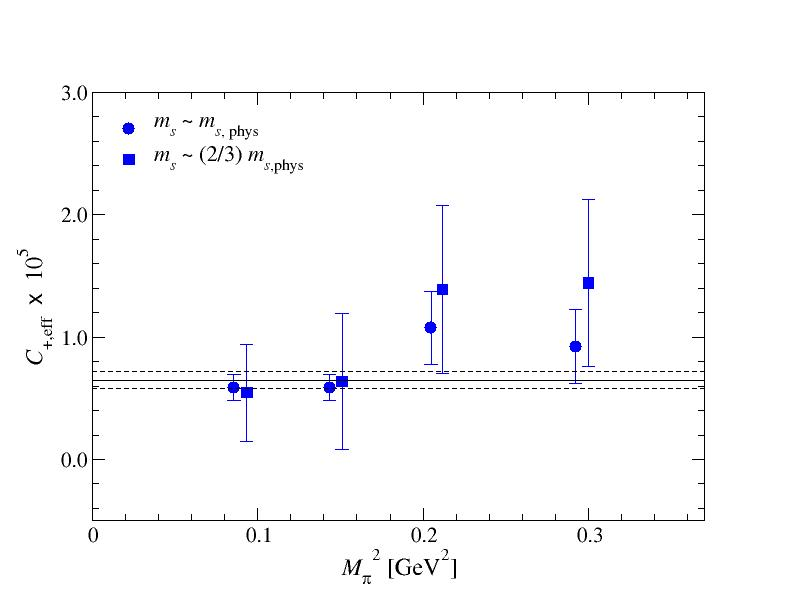 3.0
m_s ~ m_s, phys
m_s ~ (2/3) m_s,phys
2.0
C_+,eff x 10^5
1.0
0.0
0 0.1 0.2 0.3
M_π^2 [GeV^2]